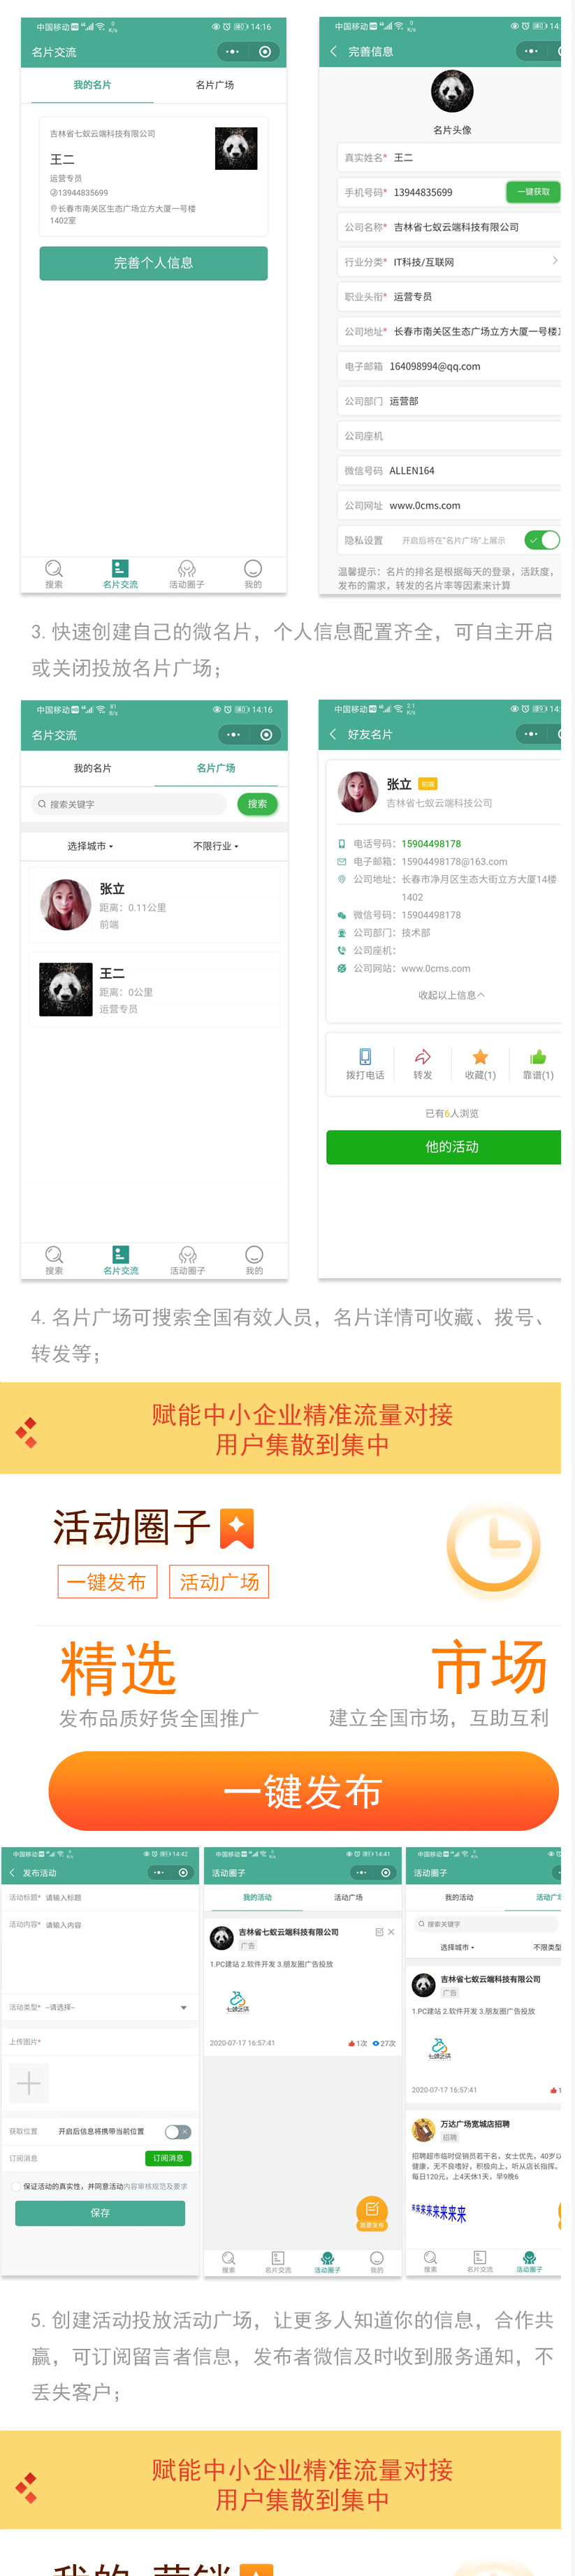 中国移动 14:16
名片交流
我的名片 名片广场
吉林省七蚁云端科技有限公司
王二
运营专员
13944835699
长春市南关区生态广场立方大厦一号楼
1402室
完善个人信息
搜索 名片交流 活动圈子 我的
中国移动 14:
完善信息
名片头像
真实姓名* 王二
手机号码* 13944835699 一键获取
公司名称* 吉林省七蚁云端科技有限公司
行业分类* IT科技/互联网
职业头衔* 运营专员
公司地址* 长春市南关区生态广场立方大厦一号楼
电子邮箱 164098994@qq.com
公司部门 运营部
公司座机
微信号码 ALLEN164
公司网址 www.0cms.com
隐私设置 开启后将在"名片广场"上展示
温馨提示：名片的排名是根据每天的登录，活跃度，
发布的需求，转发的名片率等因素来计算
3. 快速创建自己的微名片，个人信息配置齐全，可自主开启
或关闭投放名片广场；
中国移动 14:16
名片交流
我的名片 名片广场
搜索关键字 搜索
选择城市 不限行业
张立
距离：0.11公里
前端
王二
距离：0公里
运营专员
搜索 名片交流 活动圈子 我的
中国移动 14:
好友名片
张立 前端
吉林省七蚁云端科技公司
电话号码：15904498178
电子邮箱：15904498178@163.com
公司地址：长春市净月区生态大街立方大厦14楼
1402
微信号码：15904498178
公司部门：技术部
公司座机：
公司网站：www.0cms.com
收起以上信息
拨打电话 转发 收藏(1) 靠谱(1)
已有6人浏览
他的活动
4. 名片广场可搜索全国有效人员，名片详情可收藏、拨号、
转发等；
赋能中小企业精准流量对接
用户集散到集中
活动圈子
一键发布 活动广场
精选 市场
发布品质好货全国推广 建立全国市场，互助互利
一键发布
中国移动 14:42
发布活动
活动标题* 请输入标题
活动内容* 请输入内容
活动类型* --请选择--
上传图片*
获取位置 开启后信息将携带当前位置
订阅消息 订阅消息
保证活动的真实性，并同意活动内容审核规范及要求
保存
中国移动 14:41
活动圈子
我的活动 活动广场
吉林省七蚁云端科技有限公司
广告
1.PC建站 2.软件开发 3.朋友圈广告投放
2020-07-17 16:57:41 1次 27次
我要发布
搜索 名片交流 活动圈子 我的
中国移动
活动圈子
我的活动 活动广
搜索关键字
选择城市 不限类型
吉林省七蚁云端科技有限公司
广告
1.PC建站 2.软件开发 3.朋友圈广告投放
2020-07-17 16:57:41
万达广场宽城店招聘
招聘
招聘超市临时促销员若干名，女士优先，40岁以
健康，无不良嗜好，积极向上，听从店长指挥。
每日120元，上4天休1天，早9晚6
来来来来来来来
搜索 名片交流 活动圈子
5. 创建活动投放活动广场，让更多人知道你的信息，合作共
赢，可订阅留言者信息，发布者微信及时收到服务通知，不
丢失客户；
赋能中小企业精准流量对接
用户集散到集中